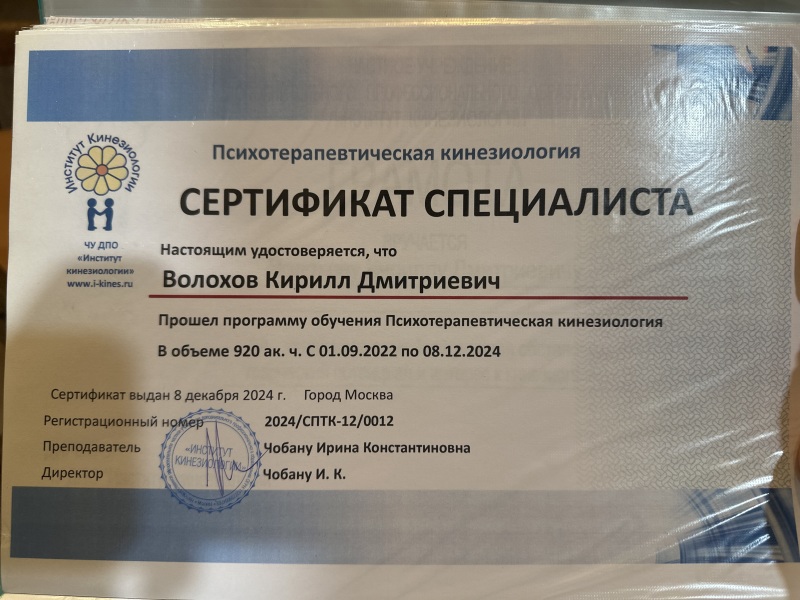 Институт Кинезиологии
ЧУ ДПО
«Институт
кинезиологии»
www.i-kines.ru
Психотерапевтическая кинезиология
СЕРТИФИКАТ СПЕЦИАЛИСТА
Настоящим удостоверяется, что
Волохов Кирилл Дмитриевич
Прошел программу обучения Психотерапевтическая кинезиология
В объеме 920 ак. ч. С 01.09.2022 по 08.12.2024
Сертификат выдан 8 декабря 2024 г. Город Москва
Регистрационный номер 2024/СПТК-12/0012
Преподаватель Чобану Ирина Константиновна
Директор Чобану И. К.
«ИНСТИТУТ
КИНЕЗИОЛОГИИ»